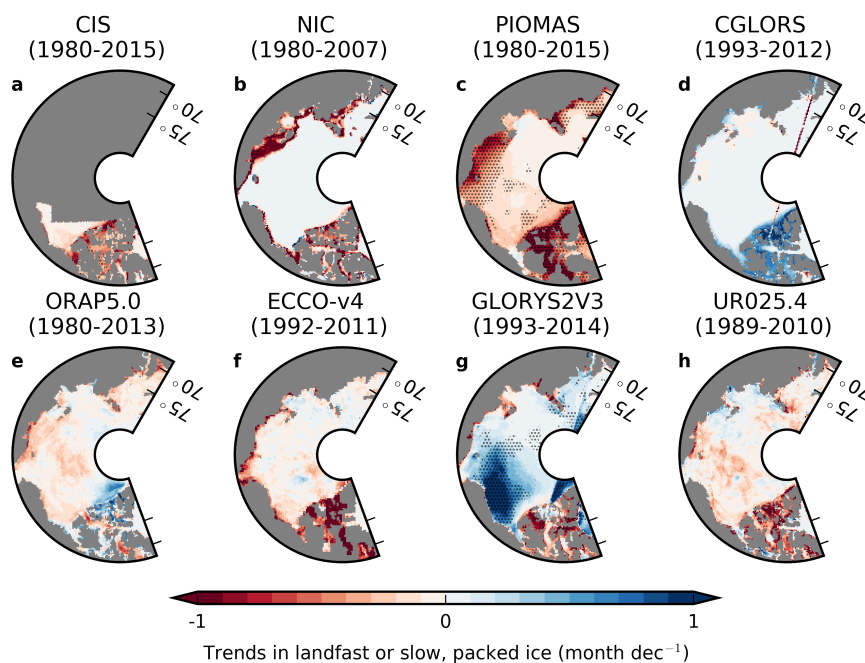 CIS
(1980-2015)
NIC
(1980-2007)
PIOMAS
(1980-2015)
CGLORS
(1993-2012)
a
70°
75°
b
70°
75°
c
70°
75°
d
70°
75°
ORAP5.0
(1980-2013)
ECCO-v4
(1992-2011)
GLORYS2V3
(1993-2014)
UR025.4
(1989-2010)
e
70°
75°
f
70°
75°
g
70°
75°
h
70°
75°
-1 0 1
Trends in landfast or slow, packed ice (month dec⁻¹)